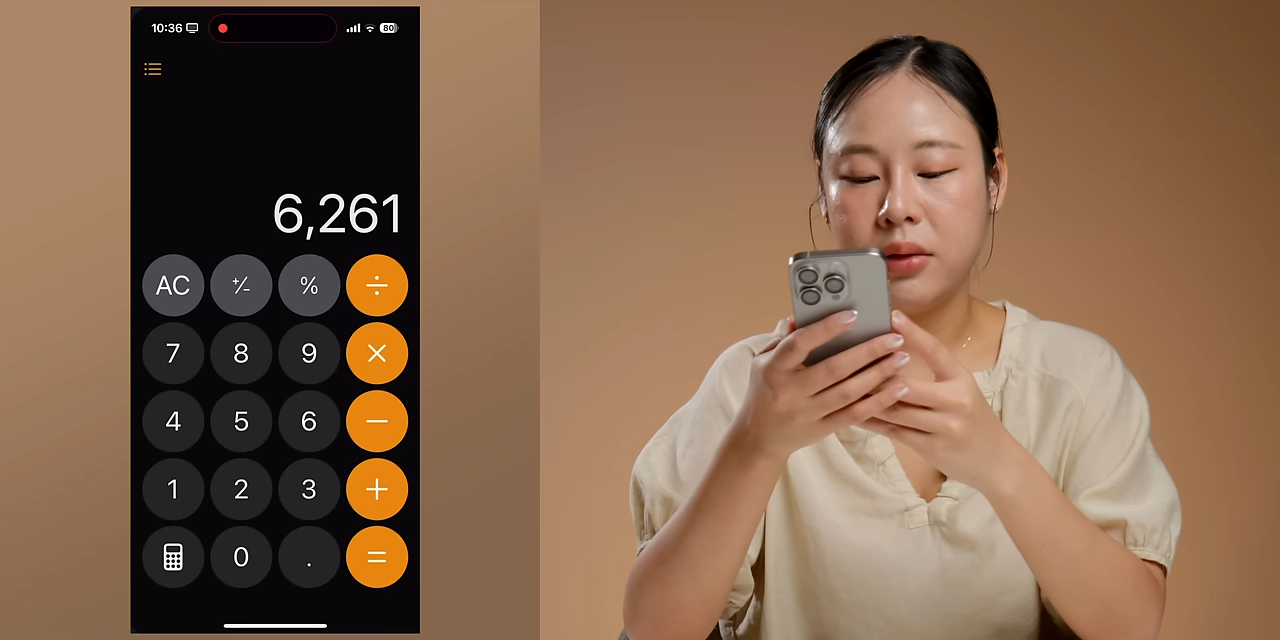 10:36 80
6,261
AC +/− % ÷
7 8 9 ×
4 5 6 −
1 2 3 +
0 . =